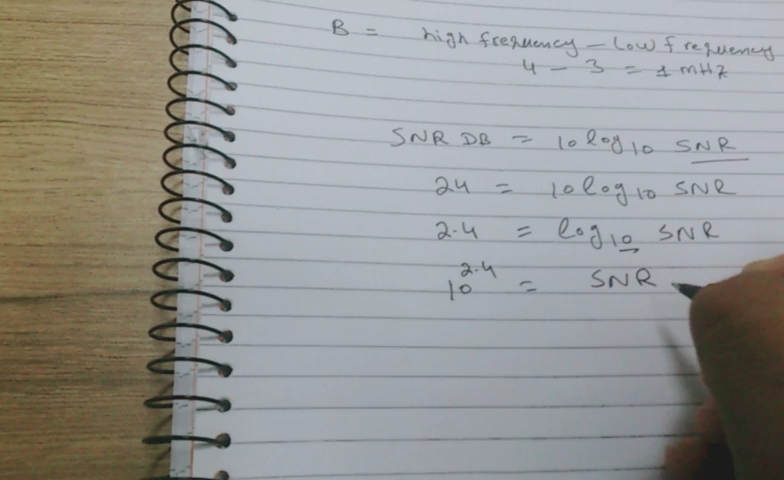 B = high frequency - Low frequency
4 - 3 = 1 mHz
SNR DB = 10 log10 SNR
24 = 10 log10 SNR
2.4 = log10 SNR
10^2.4 = SNR